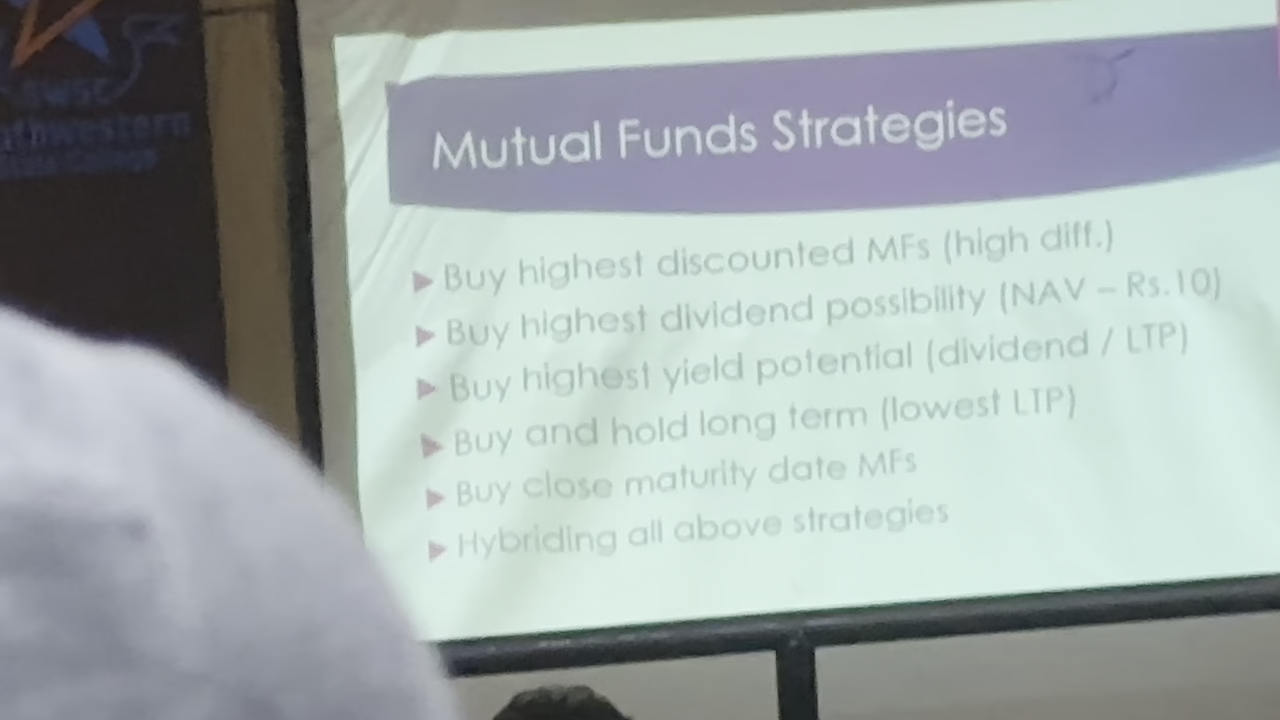 Mutual Funds Strategies
Buy highest discounted MFs (high diff.)
Buy highest dividend possibility (NAV – Rs.10)
Buy highest yield potential (dividend / LTP)
Buy and hold long term (lowest LTP)
Buy close maturity date MFs
Hybriding all above strategies
thwestern